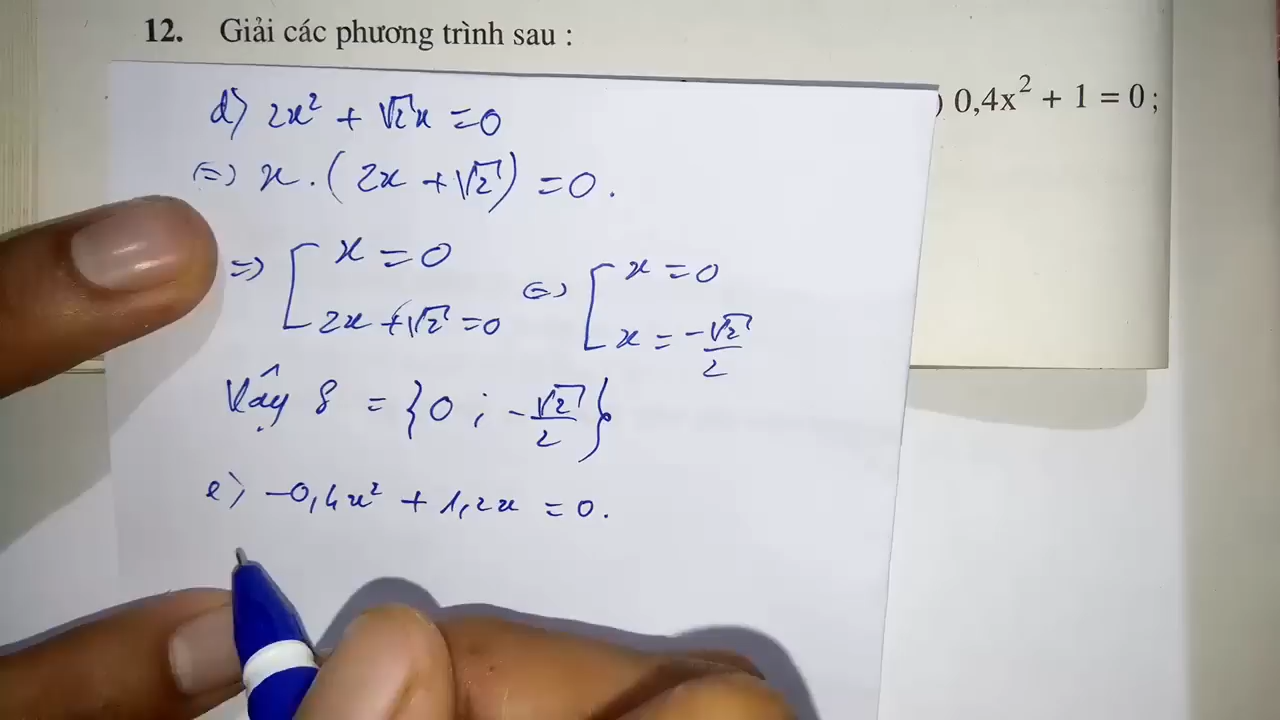 12. Giải các phương trình sau :
) 0,4x² + 1 = 0 ;
d) 2x² + √2x = 0
⇔ x . ( 2x + √2 ) = 0 .
⇒ [ x = 0 ⇔ [ x = 0
2x + √2 = 0 x = -√2/2
Vậy S = { 0 ; -√2/2 }
e) -0,4x² + 1,2x = 0 .